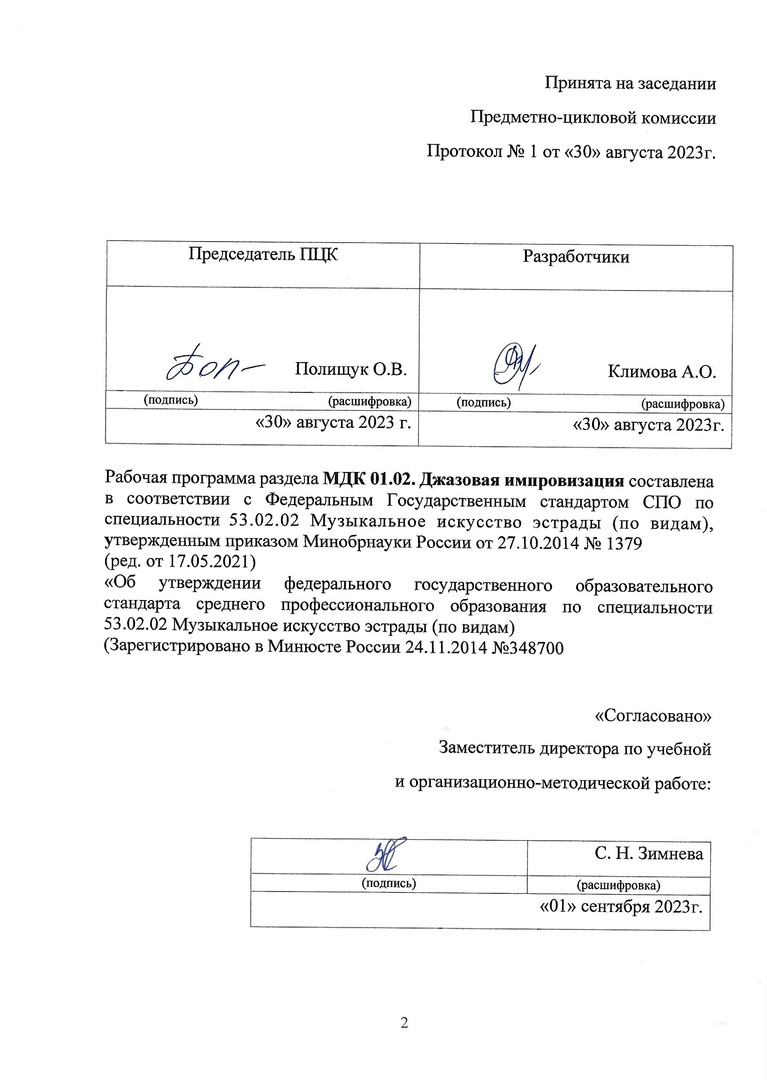 Принята на заседании
Предметно-цикловой комиссии
Протокол № 1 от «30» августа 2023г.
Председатель ПЦК
Разработчики
Полищук О.В.
Климова А.О.
(подпись) (расшифровка)
(подпись) (расшифровка)
«30» августа 2023 г.
«30» августа 2023г.
Рабочая программа раздела МДК 01.02. Джазовая импровизация составлена
в соответствии с Федеральным Государственным стандартом СПО по
специальности 53.02.02 Музыкальное искусство эстрады (по видам),
утвержденным приказом Минобрнауки России от 27.10.2014 № 1379
(ред. от 17.05.2021)
«Об утверждении федерального государственного образовательного
стандарта среднего профессионального образования по специальности
53.02.02 Музыкальное искусство эстрады (по видам)
(Зарегистрировано в Минюсте России 24.11.2014 №348700
«Согласовано»
Заместитель директора по учебной
и организационно-методической работе:
С. Н. Зимнева
(подпись) (расшифровка)
«01» сентября 2023г.
2